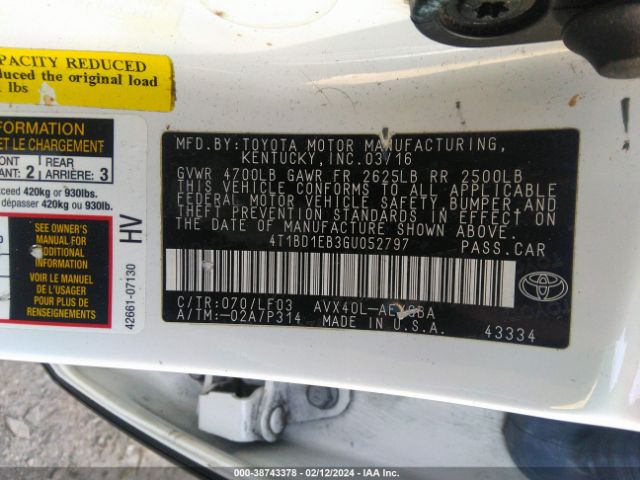 APACITY REDUCED
duced the original load
lbs
FORMATION
ET LE CHARGEMENT
ONT 2 REAR ARRIÈRE 3
xceed 420kg or 930lbs.
dépasser 420kg ou 930lb.
SEE OWNER'S
MANUAL FOR
ADDITIONAL
INFORMATION
VOIR LE MANUEL
DE L'USAGER
POUR PLUS DE
RENSEIGNEMENTS
HV
42661-07130
MFD.BY:TOYOTA MOTOR MANUFACTURING,
KENTUCKY,INC.03/16
GVWR 4700LB GAWR FR 2625LB RR 2500LB
THIS VEHICLE CONFORMS TO ALL APPLICABLE
FEDERAL MOTOR VEHICLE SAFETY,BUMPER,AND
THEFT PREVENTION STANDARDS IN EFFECT ON
THE DATE OF MANUFACTURE SHOWN ABOVE.
4T1BD1EB3GU052797 PASS.CAR
C/TR:070/LF03 AVX40L-
A/TM:-02A7P314 MADE IN U.S.A. 43334
TOYOTA
000-38743378 - 02/12/2024 - IAA Inc.